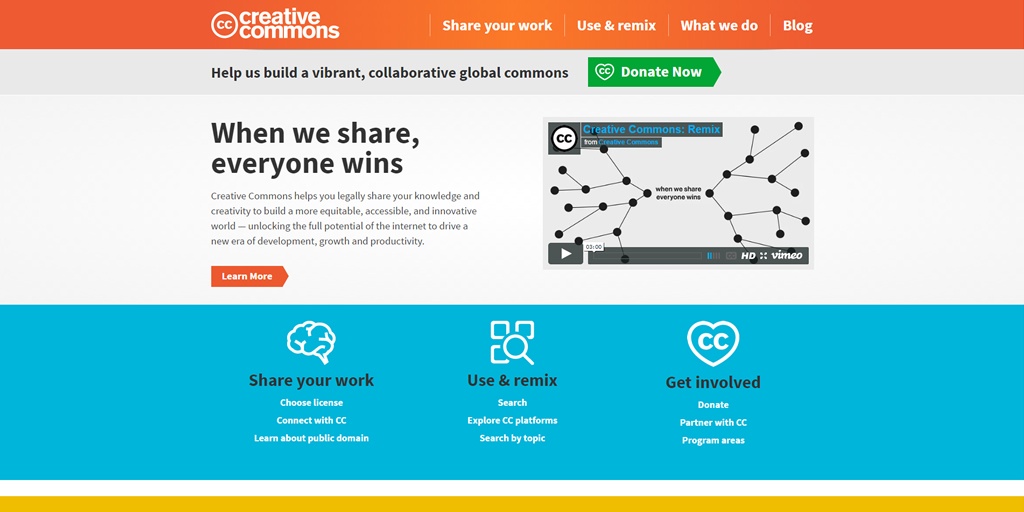 cc creative
commons
Share your work
Use & remix
What we do
Blog
Help us build a vibrant, collaborative global commons
cc Donate Now
When we share,
everyone wins
Creative Commons helps you legally share your knowledge and
creativity to build a more equitable, accessible, and innovative
world — unlocking the full potential of the internet to drive a
new era of development, growth and productivity.
Learn More
cc
Creative Commons: Remix
from Creative Commons
when we share
everyone wins
03:00
HD
vimeo
Share your work
Choose license
Connect with CC
Learn about public domain
Use & remix
Search
Explore CC platforms
Search by topic
CC
Get involved
Donate
Partner with CC
Program areas